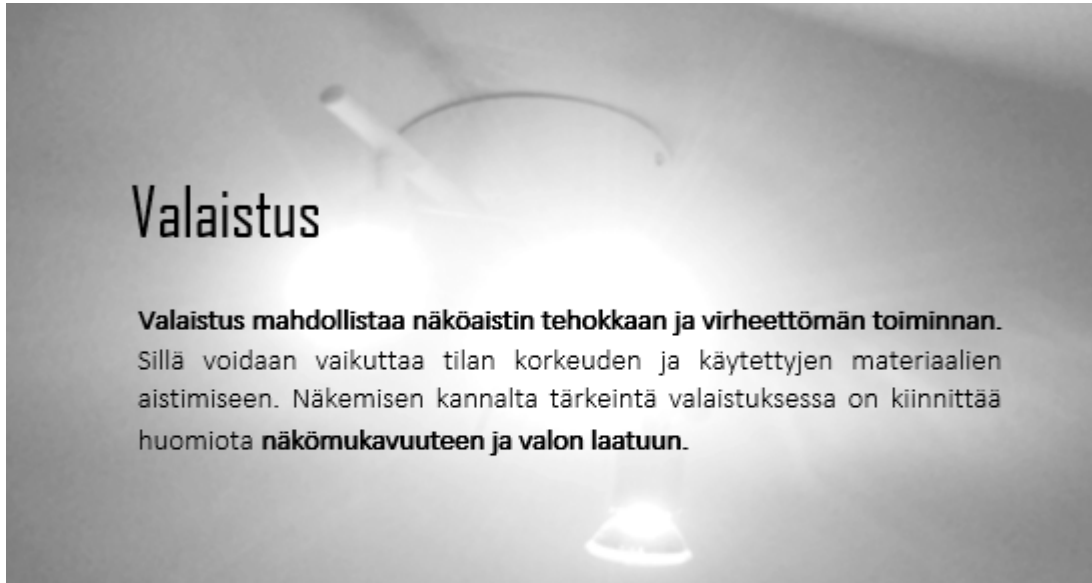 Valaistus
Valaistus mahdollistaa näköaistin tehokkaan ja virheettömän toiminnan.
Sillä voidaan vaikuttaa tilan korkeuden ja käytettyjen materiaalien
aistimiseen. Näkemisen kannalta tärkeintä valaistuksessa on kiinnittää
huomiota näkömukavuuteen ja valon laatuun.